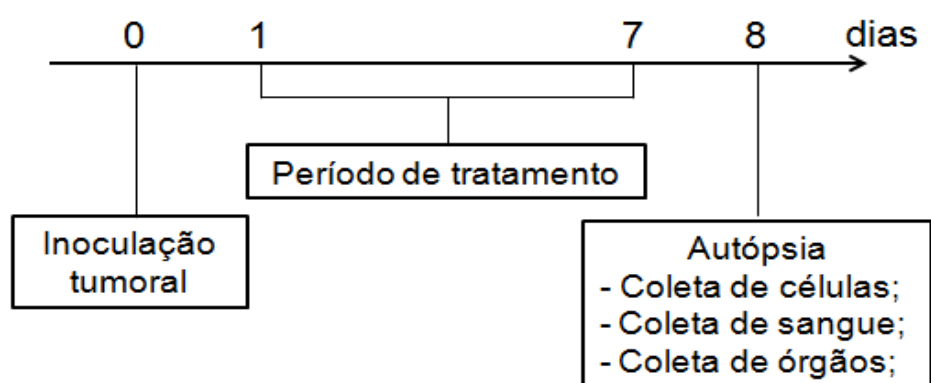 0 1 7 8 dias
Período de tratamento
Inoculação
tumoral
Autópsia
- Coleta de células;
- Coleta de sangue;
- Coleta de órgãos;